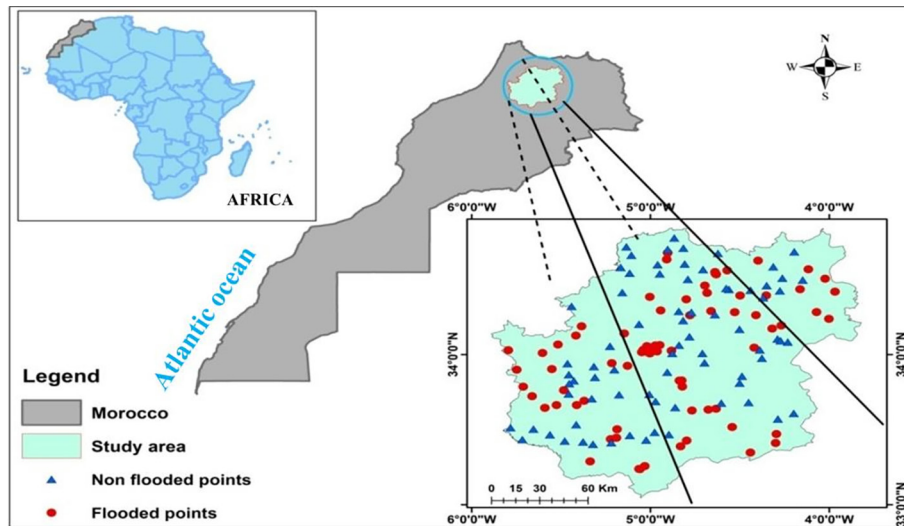 AFRICA
N
W E
S
Atlantic ocean
6°0'0"W 5°0'0"W 4°0'0"W
34°0'0"N
34°0'0"N
33°0'0"N
0 15 30 60 Km
6°0'0"W 5°0'0"W 4°0'0"W
Legend
Morocco
Study area
Non flooded points
Flooded points